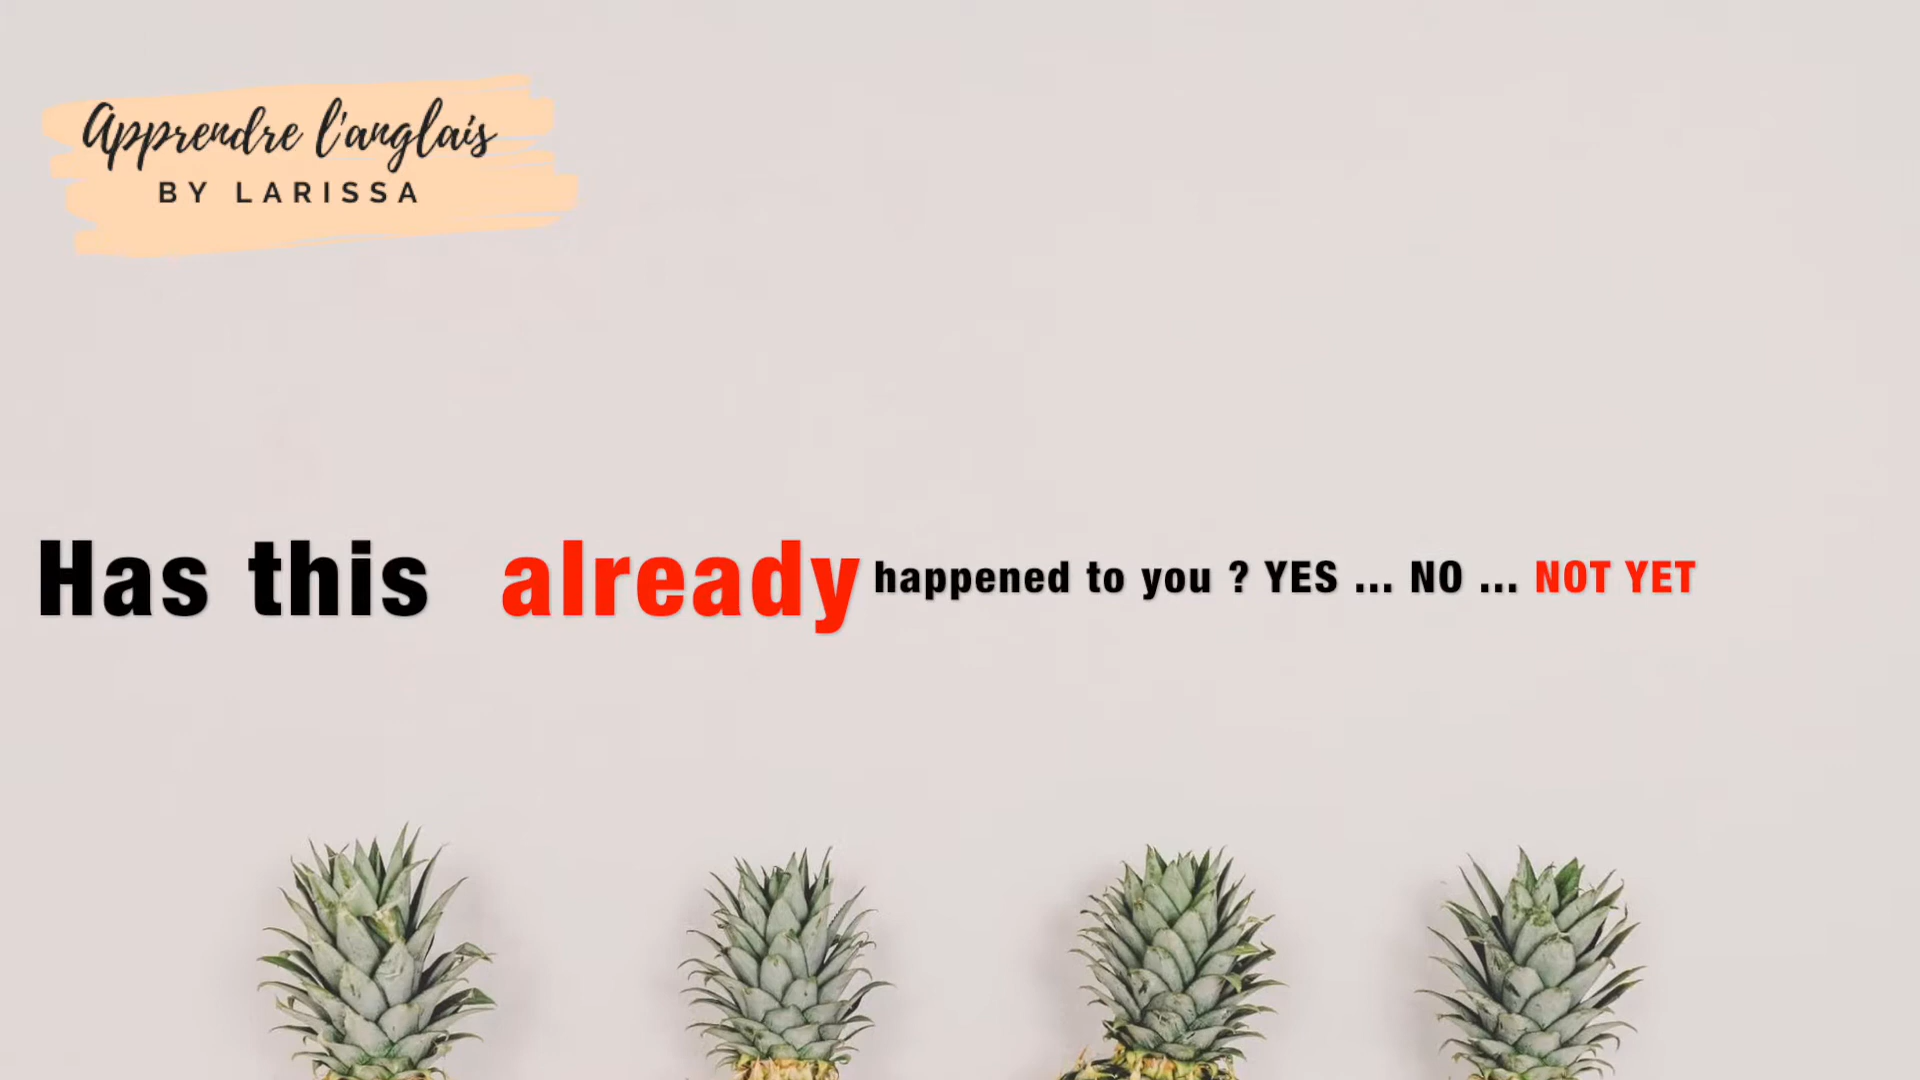 Apprendre l'anglais
BY LARISSA
Has this already happened to you ? YES ... NO ... NOT YET